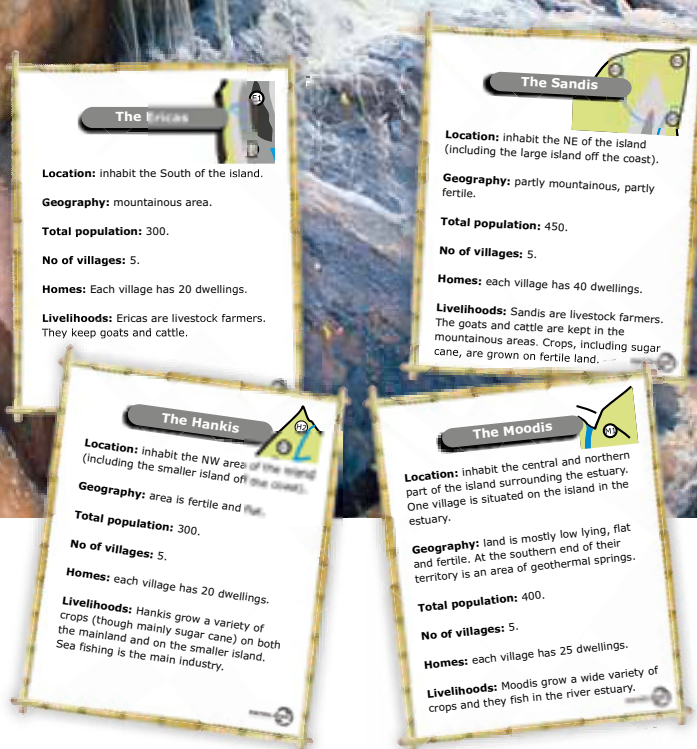 The Ericas
E1
Location: inhabit the South of the island.
Geography: mountainous area.
Total population: 300.
No of villages: 5.
Homes: Each village has 20 dwellings.
Livelihoods: Ericas are livestock farmers.
They keep goats and cattle.
The Sandis
Location: inhabit the NE of the island
(including the large island off the coast).
Geography: partly mountainous, partly
fertile.
Total population: 450.
No of villages: 5.
Homes: each village has 40 dwellings.
Livelihoods: Sandis are livestock farmers.
The goats and cattle are kept in the
mountainous areas. Crops, including sugar
cane, are grown on fertile land.
The Hankis
H2
Location: inhabit the NW area of the island
(including the smaller island off the coast).
Geography: area is fertile and flat.
Total population: 300.
No of villages: 5.
Homes: each village has 20 dwellings.
Livelihoods: Hankis grow a variety of
crops (though mainly sugar cane) on both
the mainland and on the smaller island.
Sea fishing is the main industry.
The Moodis
M1
Location: inhabit the central and northern
part of the island surrounding the estuary.
One village is situated on the island in the
estuary.
Geography: land is mostly low lying, flat
and fertile. At the southern end of their
territory is an area of geothermal springs.
Total population: 400.
No of villages: 5.
Homes: each village has 25 dwellings.
Livelihoods: Moodis grow a wide variety of
crops and they fish in the river estuary.